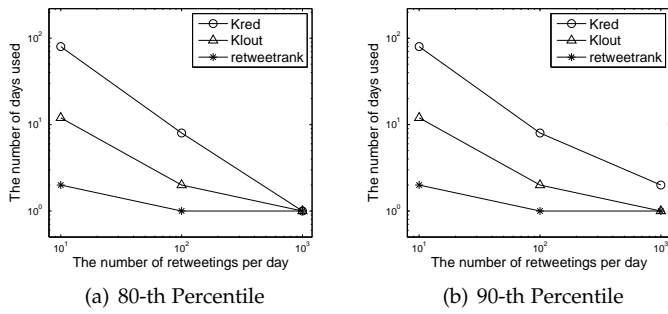 Kred
Klout
retweetrank
The number of days used
10²
10¹
10⁰
10¹ 10² 10³
The number of retweetings per day
(a) 80-th Percentile
Kred
Klout
retweetrank
The number of days used
10²
10¹
10⁰
10¹ 10² 10³
The number of retweetings per day
(b) 90-th Percentile